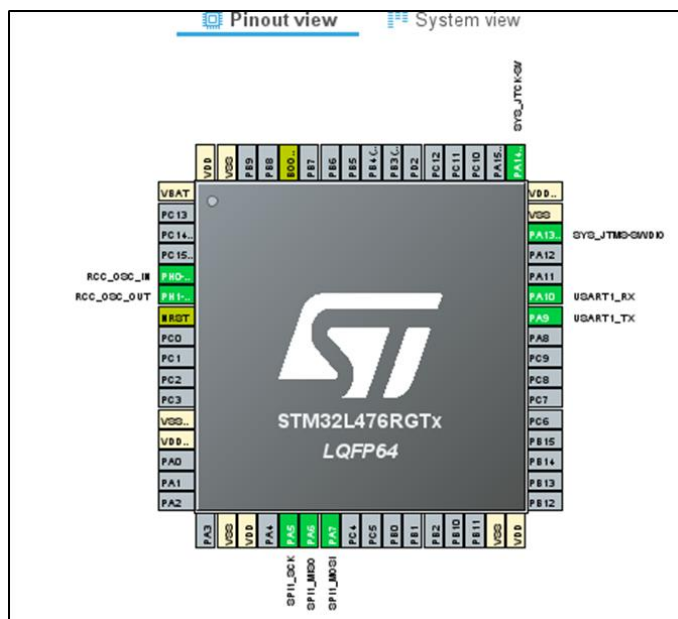 Pinout view
System view
SYS_JTCK-SW
VDD
VSS
PB9
PB8
BOO..
PB7
PB6
PB5
PB4(..
PB3(..
PD2
PC12
PC11
PC10
PA15..
PA14..
VBAT
PC13
PC14..
PC15..
RCC_OSC_IN PH0-..
RCC_OSC_OUT PH1-..
NRST
PC0
PC1
PC2
PC3
VSS..
VDD..
PA0
PA1
PA2
VDD..
VSS
PA13.. SYS_JTMS-SWDIO
PA12
PA11
PA10 USART1_RX
PA9 USART1_TX
PA8
PC9
PC8
PC7
PC6
PB15
PB14
PB13
PB12
STM32L476RGTx
LQFP64
PA3
VSS
VDD
PA4
PA5
PA6
PA7
PC4
PC5
PB0
PB1
PB2
PB10
PB11
VSS
VDD
SPI1_SCK
SPI1_MISO
SPI1_MOSI